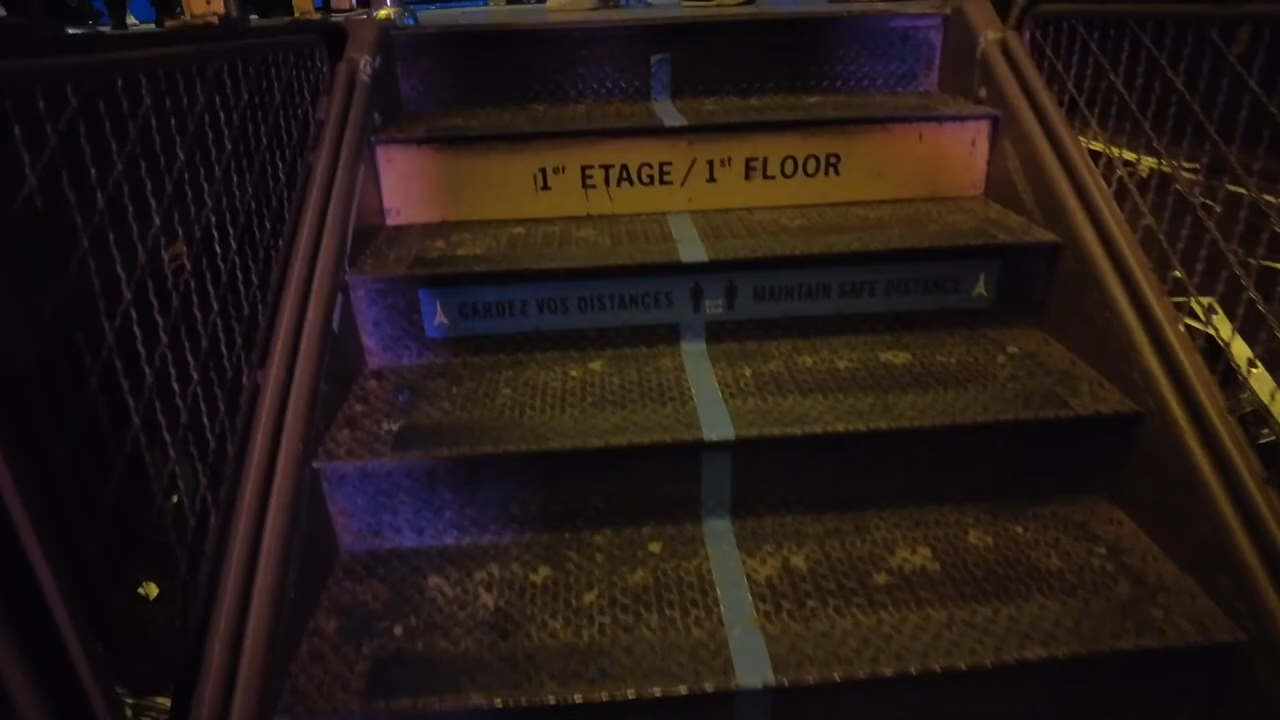 1er ETAGE / 1st FLOOR
GARDEZ VOS DISTANCES MAINTAIN SAFE DISTANCE